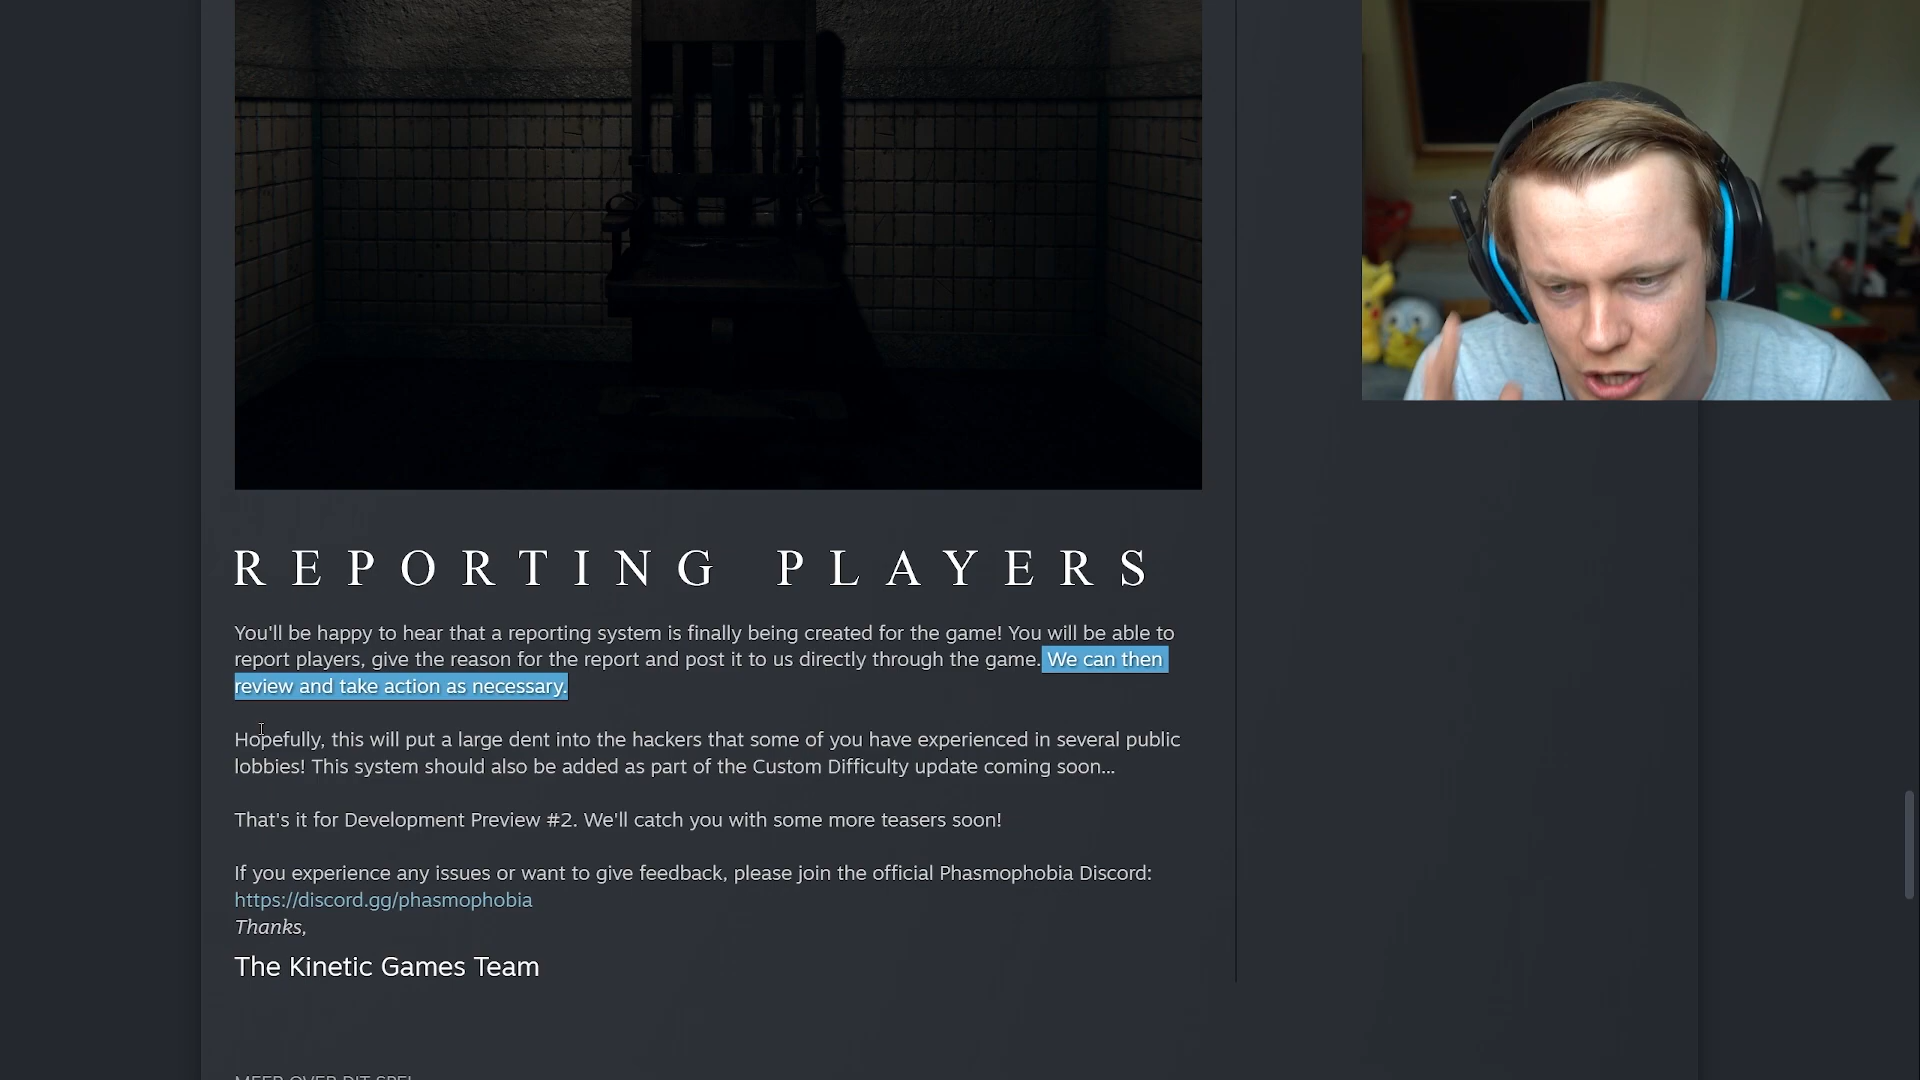 REPORTING PLAYERS
You'll be happy to hear that a reporting system is finally being created for the game! You will be able to
report players, give the reason for the report and post it to us directly through the game. We can then
review and take action as necessary.
Hopefully, this will put a large dent into the hackers that some of you have experienced in several public
lobbies! This system should also be added as part of the Custom Difficulty update coming soon...
That's it for Development Preview #2. We'll catch you with some more teasers soon!
If you experience any issues or want to give feedback, please join the official Phasmophobia Discord:
https://discord.gg/phasmophobia
Thanks,
The Kinetic Games Team
MEER OVER DIT SPEL